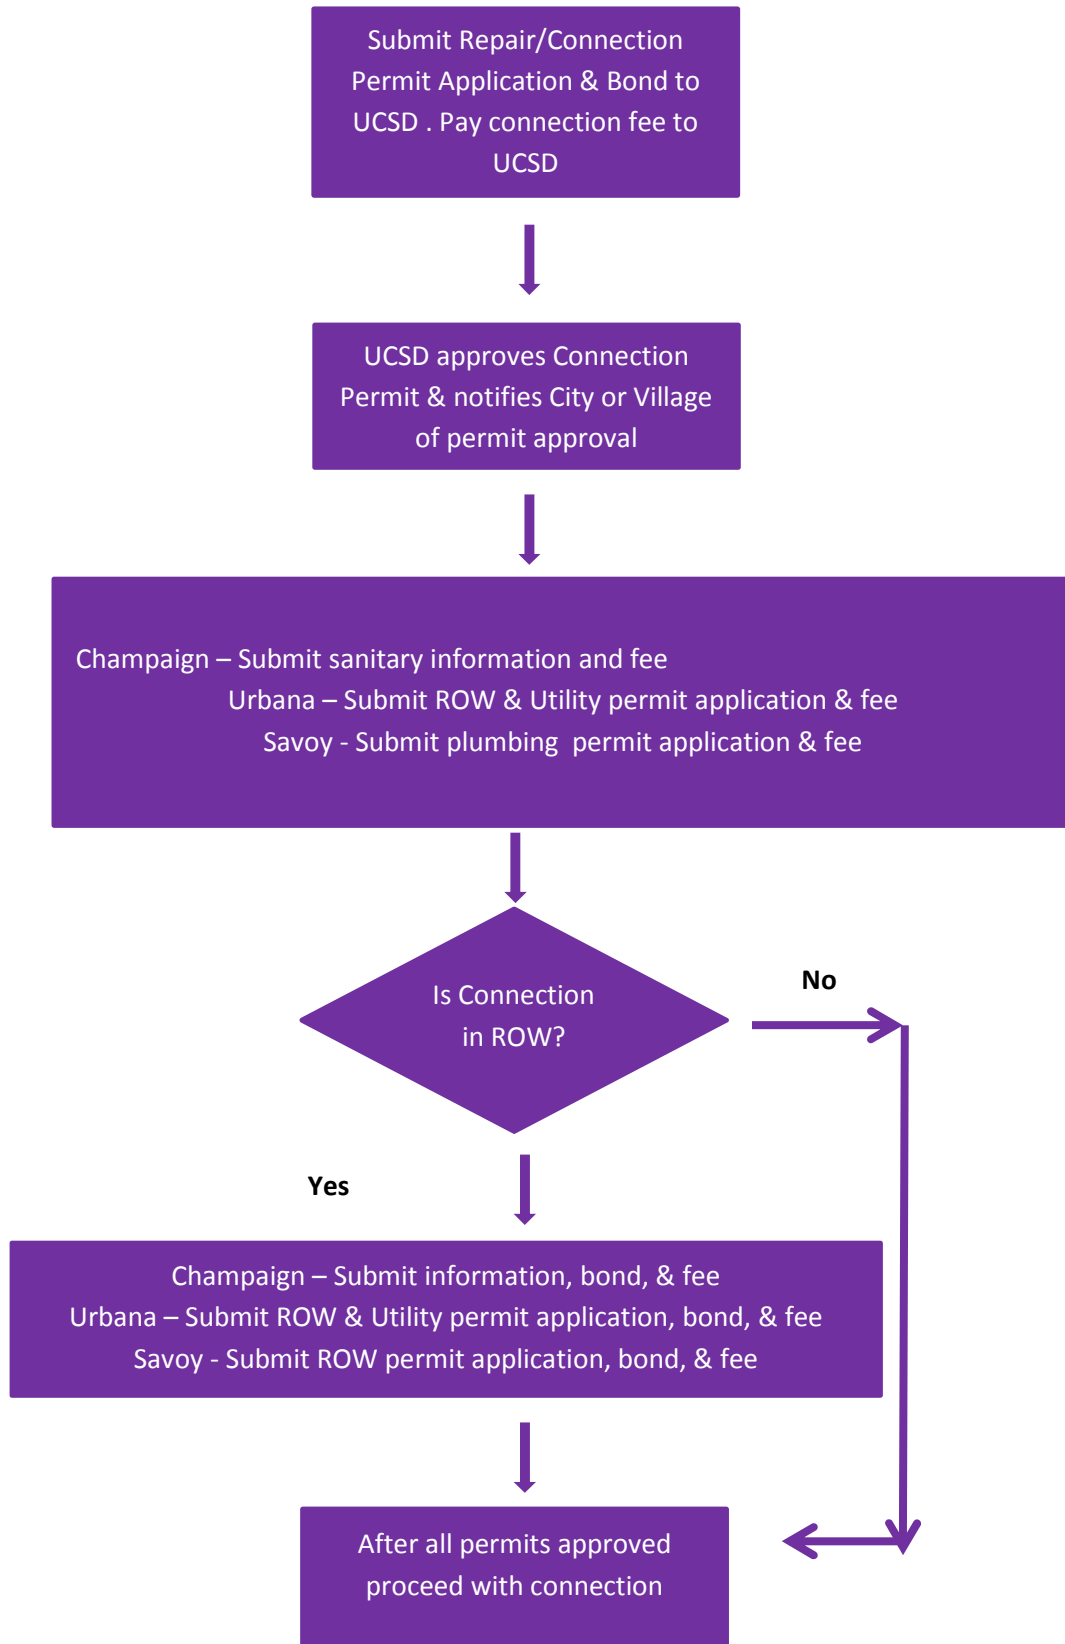 Submit Repair/Connection
Permit Application & Bond to
UCSD . Pay connection fee to
UCSD
UCSD approves Connection
Permit & notifies City or Village
of permit approval
Champaign – Submit sanitary information and fee
Urbana – Submit ROW & Utility permit application & fee
Savoy - Submit plumbing  permit application & fee
Is Connection
in ROW?
No
Yes
Champaign – Submit information, bond, & fee
Urbana – Submit ROW & Utility permit application, bond, & fee
Savoy - Submit ROW permit application, bond, & fee
After all permits approved
proceed with connection